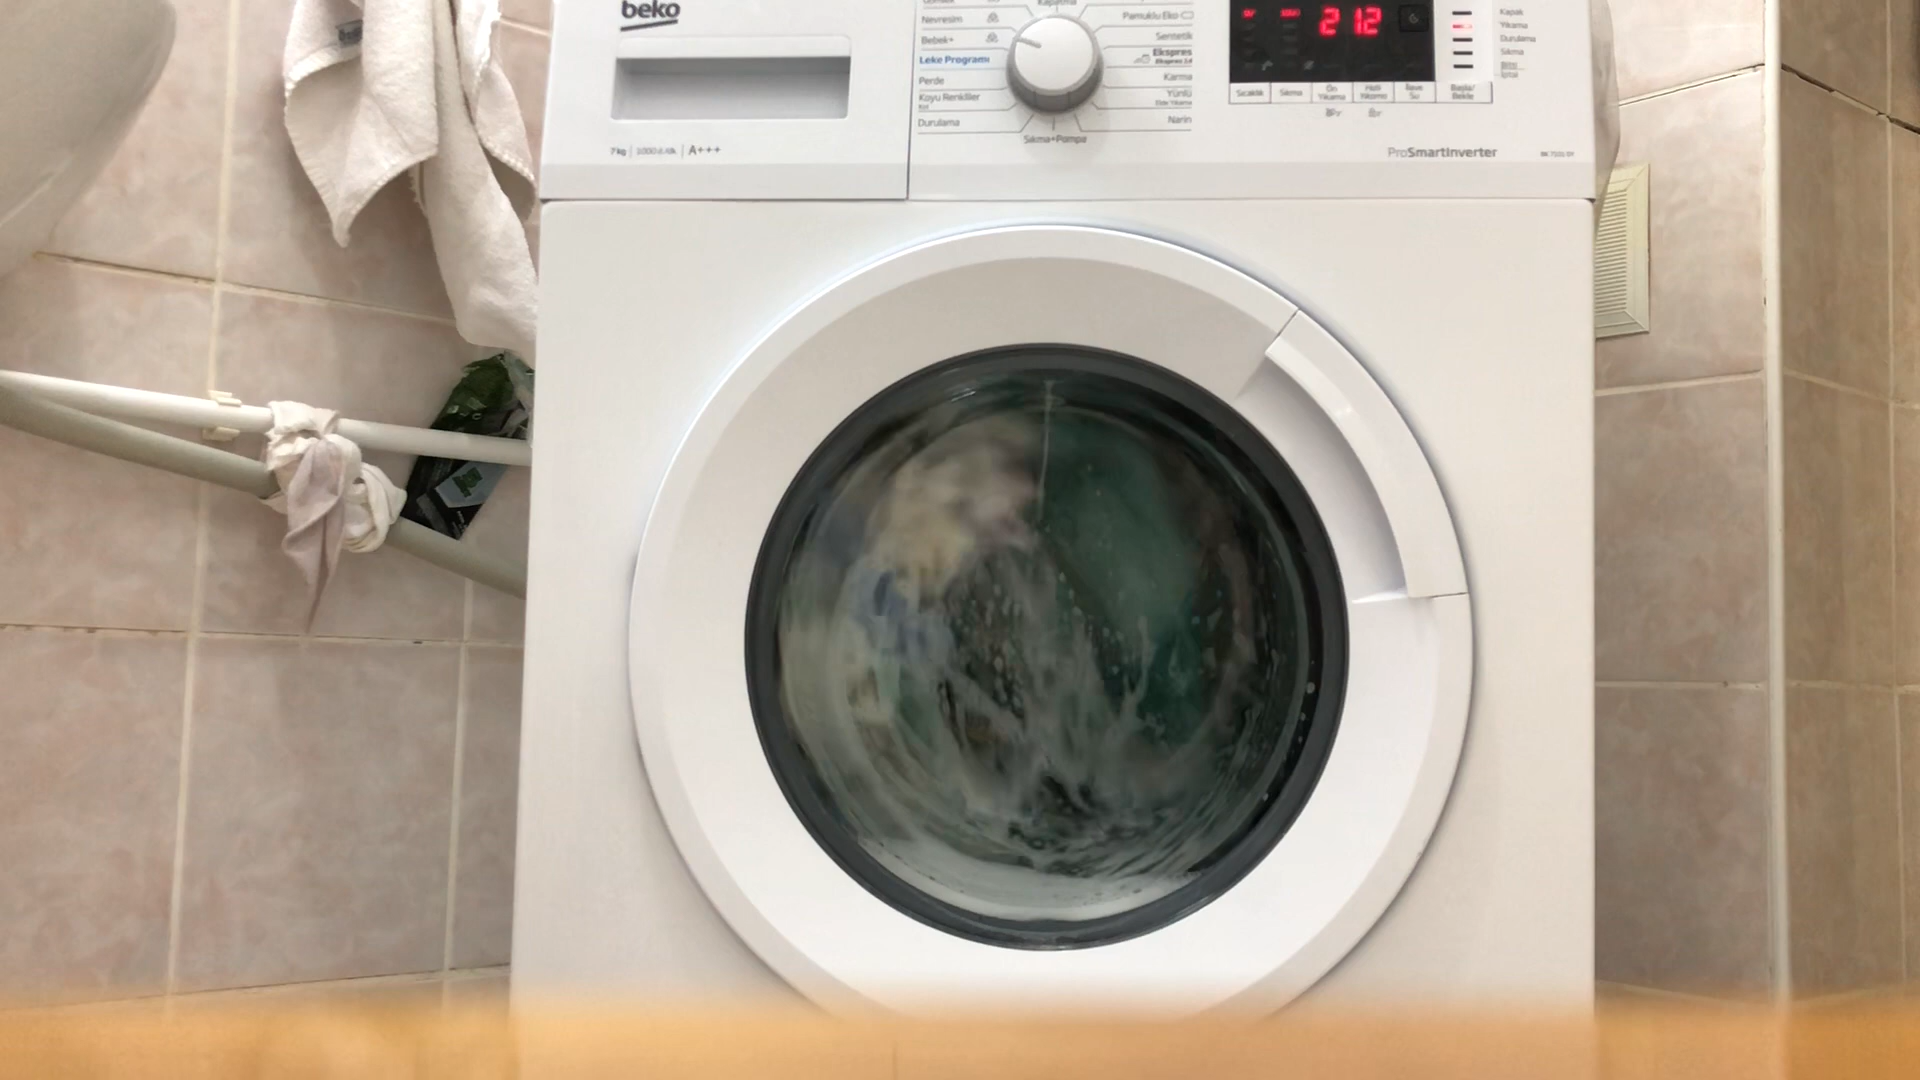 beko
Nevresim
Bebek+
Leke Programı
Perde
Koyu Renkliler
Durulama
Sıkma+Pompa
Kapatma
Pamuklu Eko
Sentetik
Ekspres
Karma
Yünlü
Narin
212
Sıcaklık
Sıkma
Ön Yıkama
Hızlı Yıkama
İlave Su
Başla/ Bekle
Kapak
Yıkama
Durulama
Sıkma
7 kg
A+++
ProSmartInverter